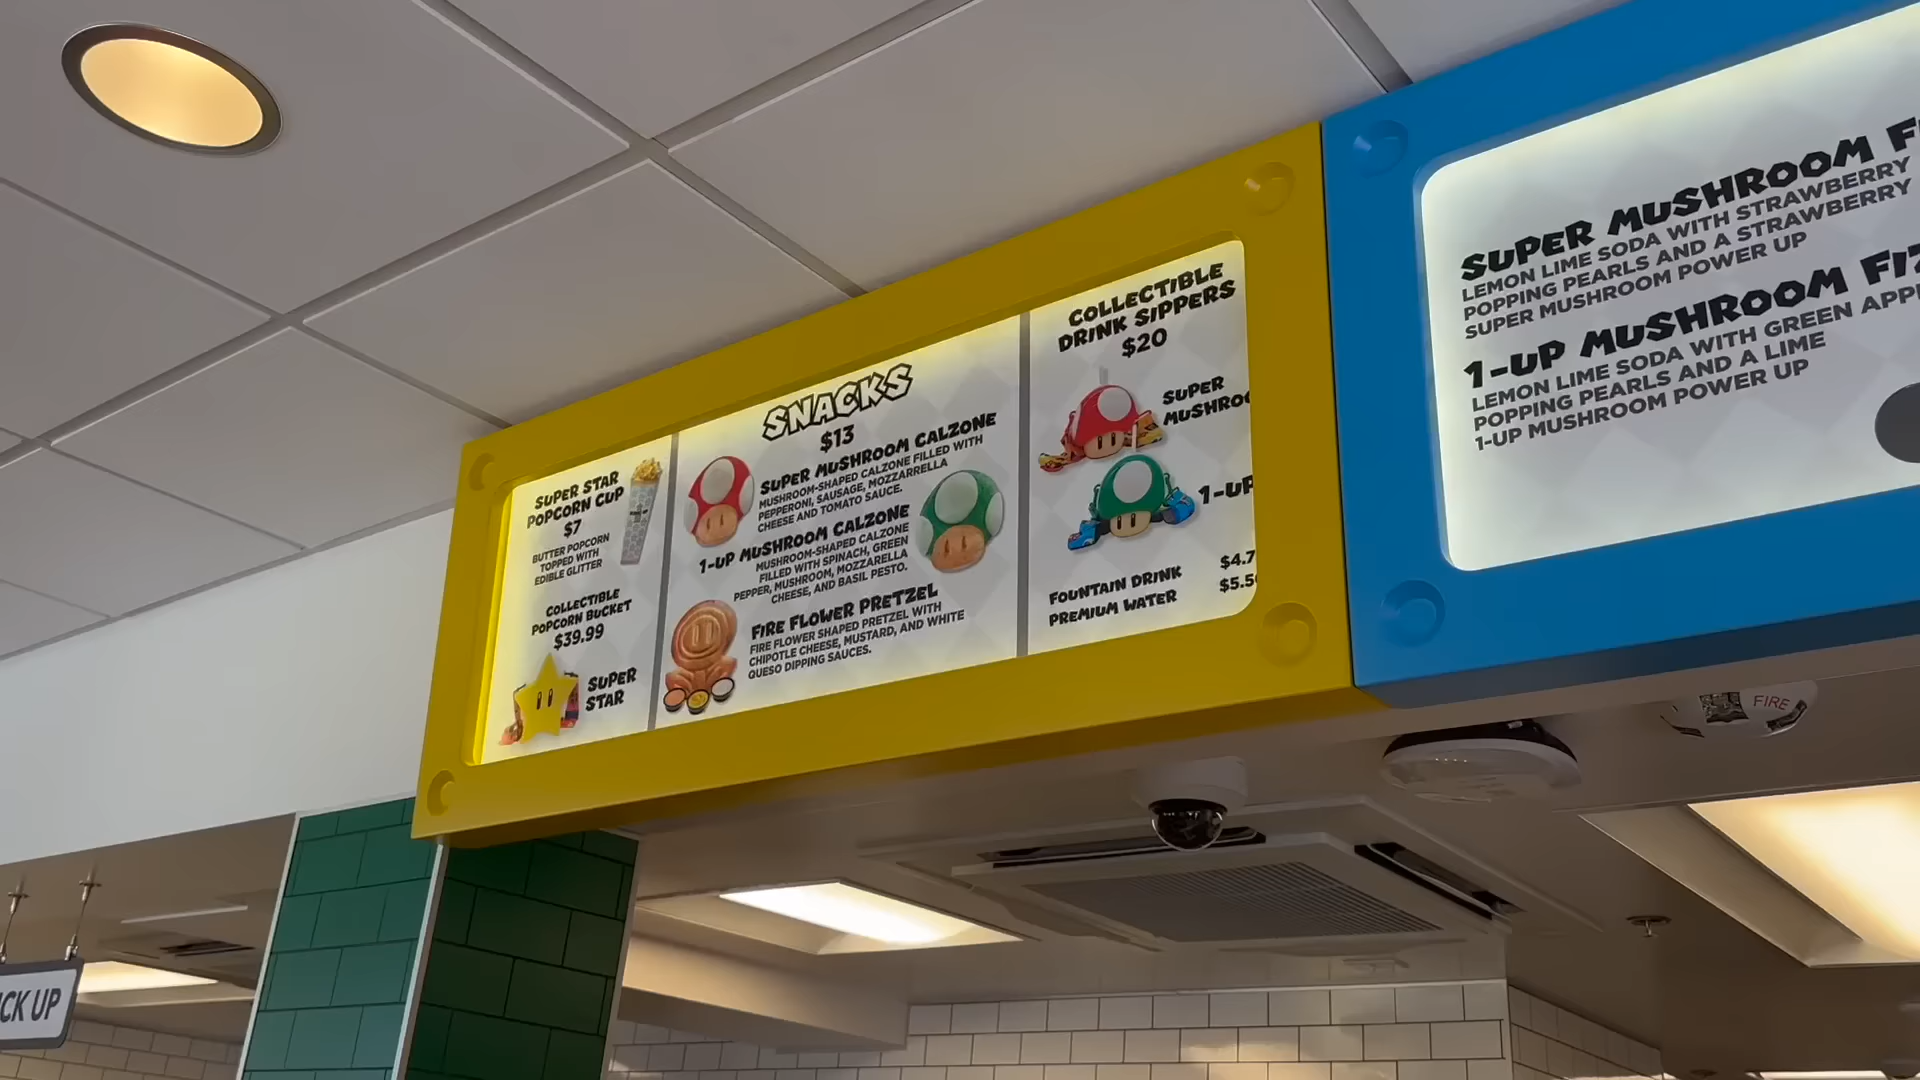 SUPER STAR
POPCORN CUP
$7
BUTTER POPCORN
TOPPED WITH
EDIBLE GLITTER
COLLECTIBLE
POPCORN BUCKET
$39.99
SUPER
STAR
SNACKS
$13
SUPER MUSHROOM CALZONE
MUSHROOM-SHAPED CALZONE FILLED WITH
PEPPERONI, SAUSAGE, MOZZARRELLA
CHEESE AND TOMATO SAUCE.
1-UP MUSHROOM CALZONE
MUSHROOM-SHAPED CALZONE
FILLED WITH SPINACH, GREEN
PEPPER, MUSHROOM, MOZZARELLA
CHEESE, AND BASIL PESTO.
FIRE FLOWER PRETZEL
FIRE FLOWER SHAPED PRETZEL WITH
CHIPOTLE CHEESE, MUSTARD, AND WHITE
QUESO DIPPING SAUCES.
COLLECTIBLE
DRINK SIPPERS
$20
SUPER
MUSHROO
1-UP
FOUNTAIN DRINK $4.7
PREMIUM WATER $5.5
SUPER MUSHROOM F
LEMON LIME SODA WITH STRAWBERRY
POPPING PEARLS AND A STRAWBERRY
SUPER MUSHROOM POWER UP
1-UP MUSHROOM FIZ
LEMON LIME SODA WITH GREEN APP
POPPING PEARLS AND A LIME
1-UP MUSHROOM POWER UP
FIRE
CK UP